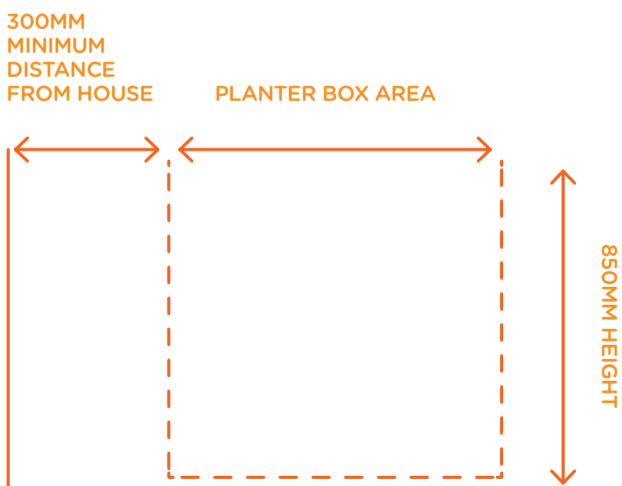 300MM
MINIMUM
DISTANCE
FROM HOUSE
PLANTER BOX AREA
850MM HEIGHT